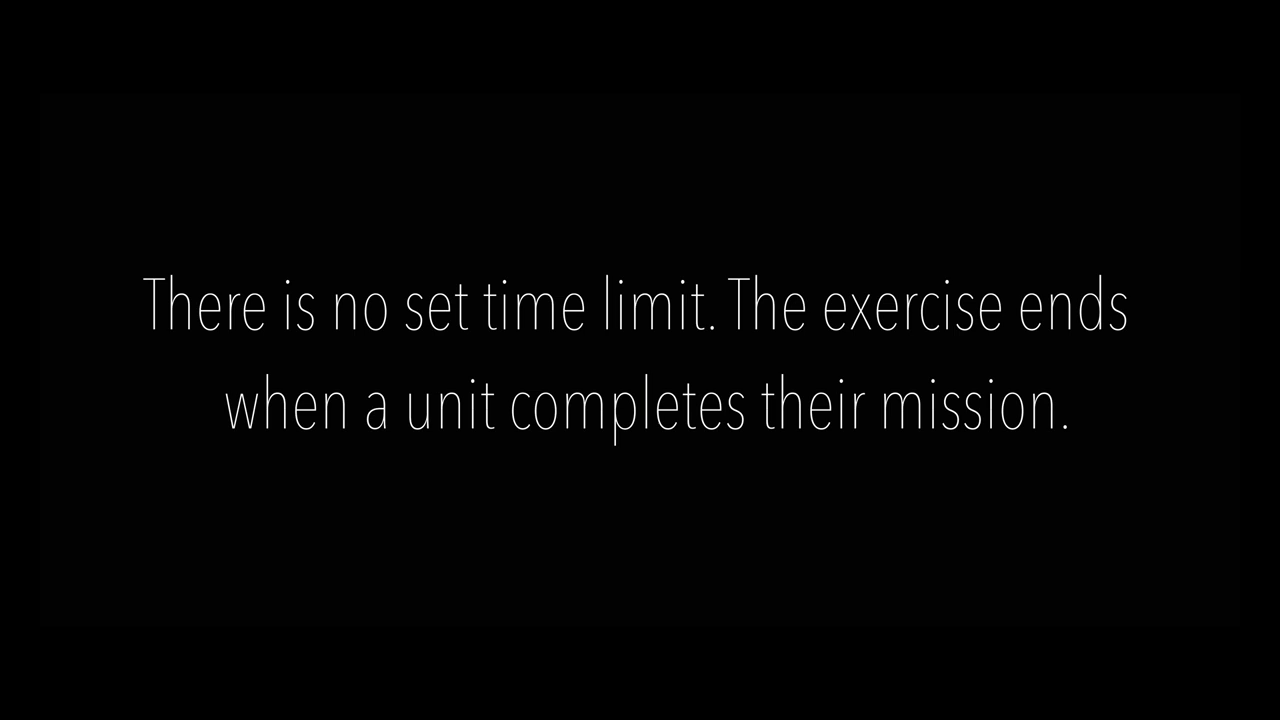 There is no set time limit. The exercise ends
when a unit completes their mission.